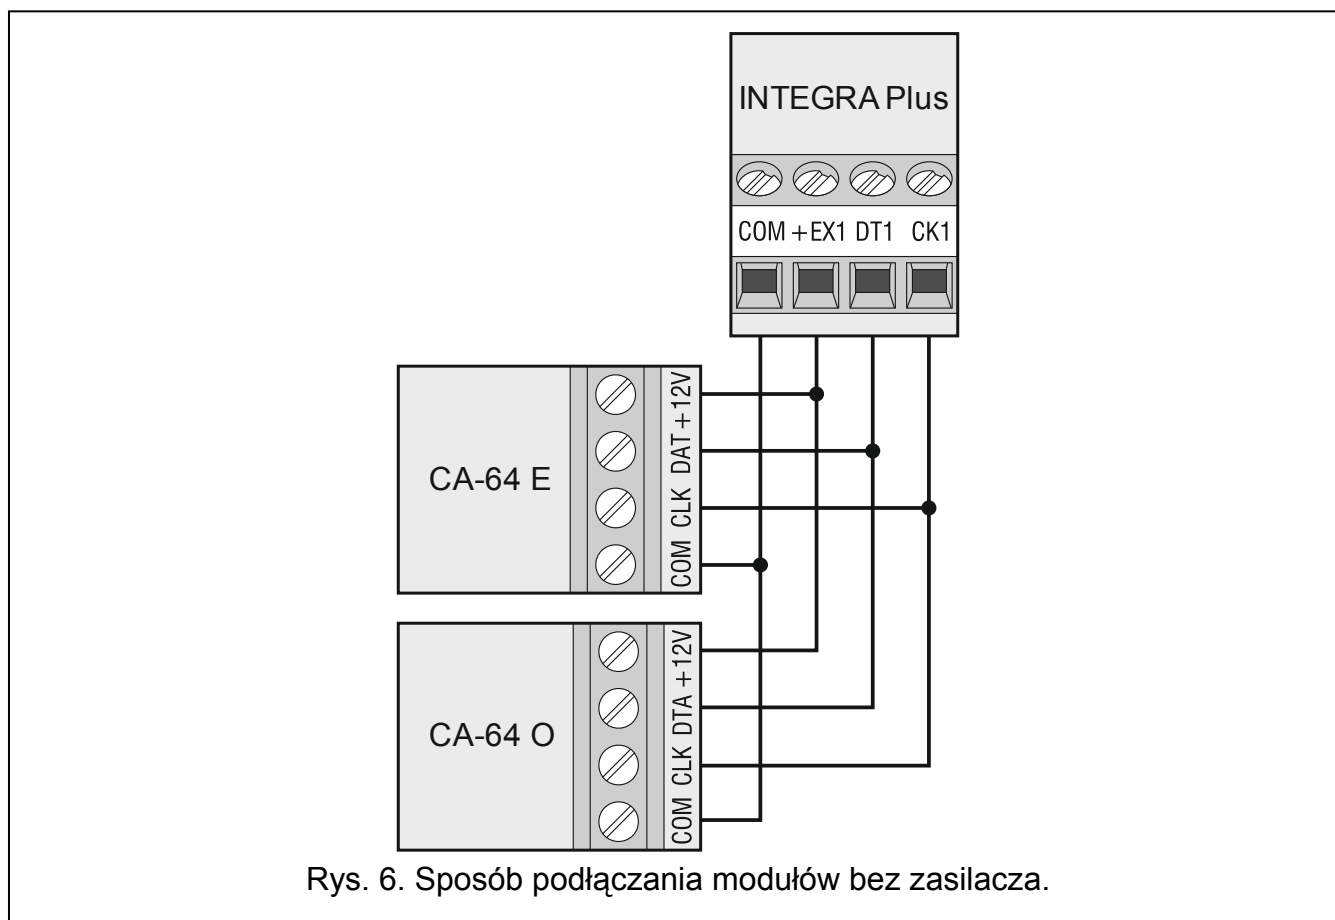 INTEGRA Plus
COM +EX1 DT1 CK1
CA-64 E
COM CLK DAT +12V
CA-64 O
COM CLK DTA +12V
Rys. 6. Sposób podłączania modułów bez zasilacza.